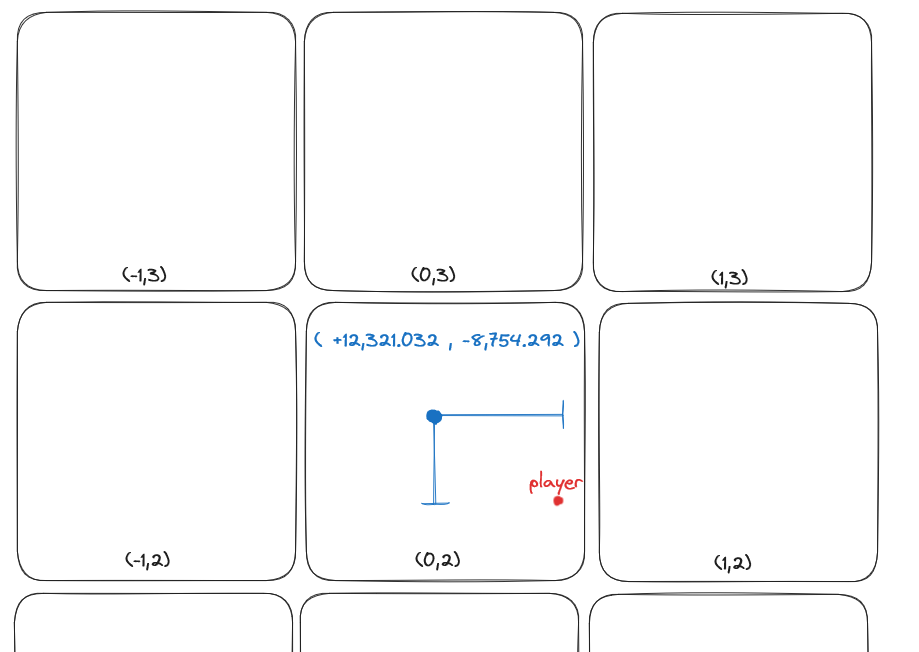 (-1,3) (0,3) (1,3)
( +12,321.032 , -8,754.292 )
player
(-1,2) (0,2) (1,2)